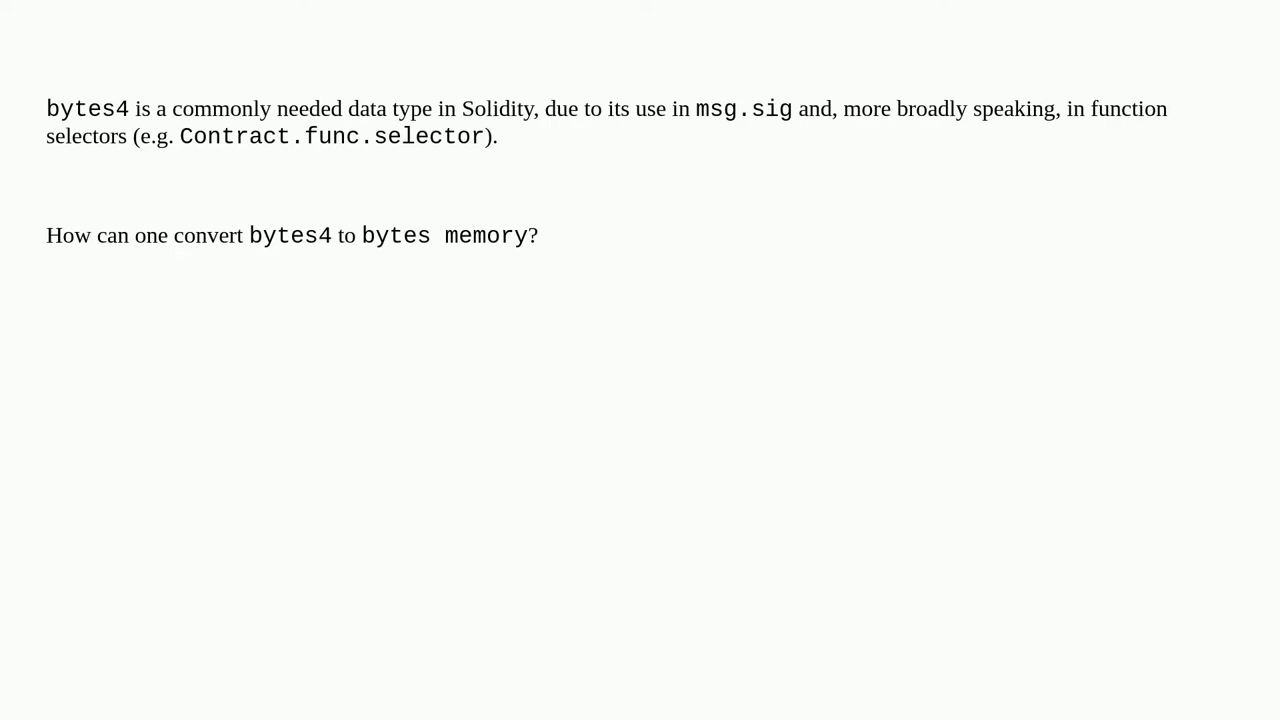 bytes4 is a commonly needed data type in Solidity, due to its use in msg.sig and, more broadly speaking, in function
selectors (e.g. Contract.func.selector).
How can one convert bytes4 to bytes memory?